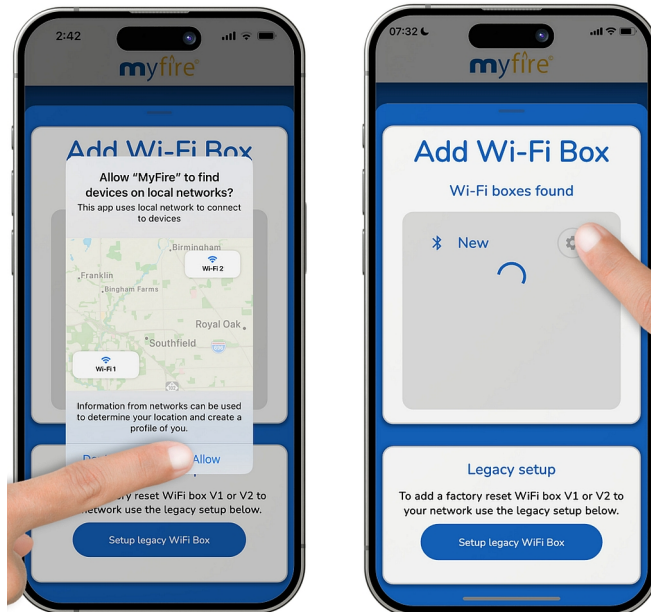 2:42
myfire®
Add Wi-Fi Box
Allow “MyFire” to find
devices on local networks?
This app uses local network to connect
to devices
Birmingham
Wi-Fi 2
Franklin
Bingham Farms
Royal Oak
Southfield
Wi-Fi 1
Information from networks can be used
to determine your location and create a
profile of you.
Allow
reset WiFi box V1 or V2 to
network use the legacy setup below.
Setup legacy WiFi Box
07:32
myfire®
Add Wi-Fi Box
Wi-Fi boxes found
New
Legacy setup
To add a factory reset WiFi box V1 or V2 to
your network use the legacy setup below.
Setup legacy WiFi Box